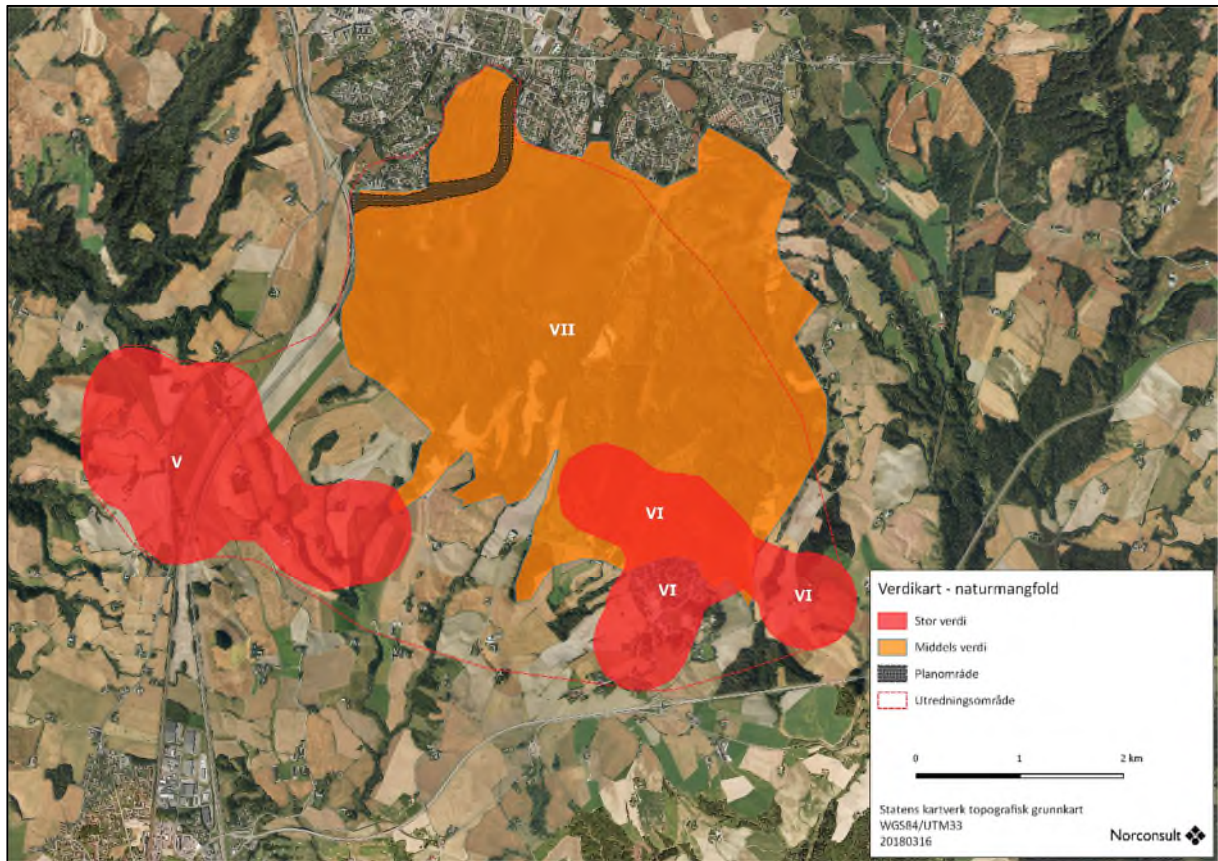 VII
V
VI
VI
VI
Verdikart - naturmangfold
Stor verdi
Middels verdi
Planområde
Utredningsområde
0 1 2 km
Statens kartverk topografisk grunnkart
WGS84/UTM33
20180316
Norconsult